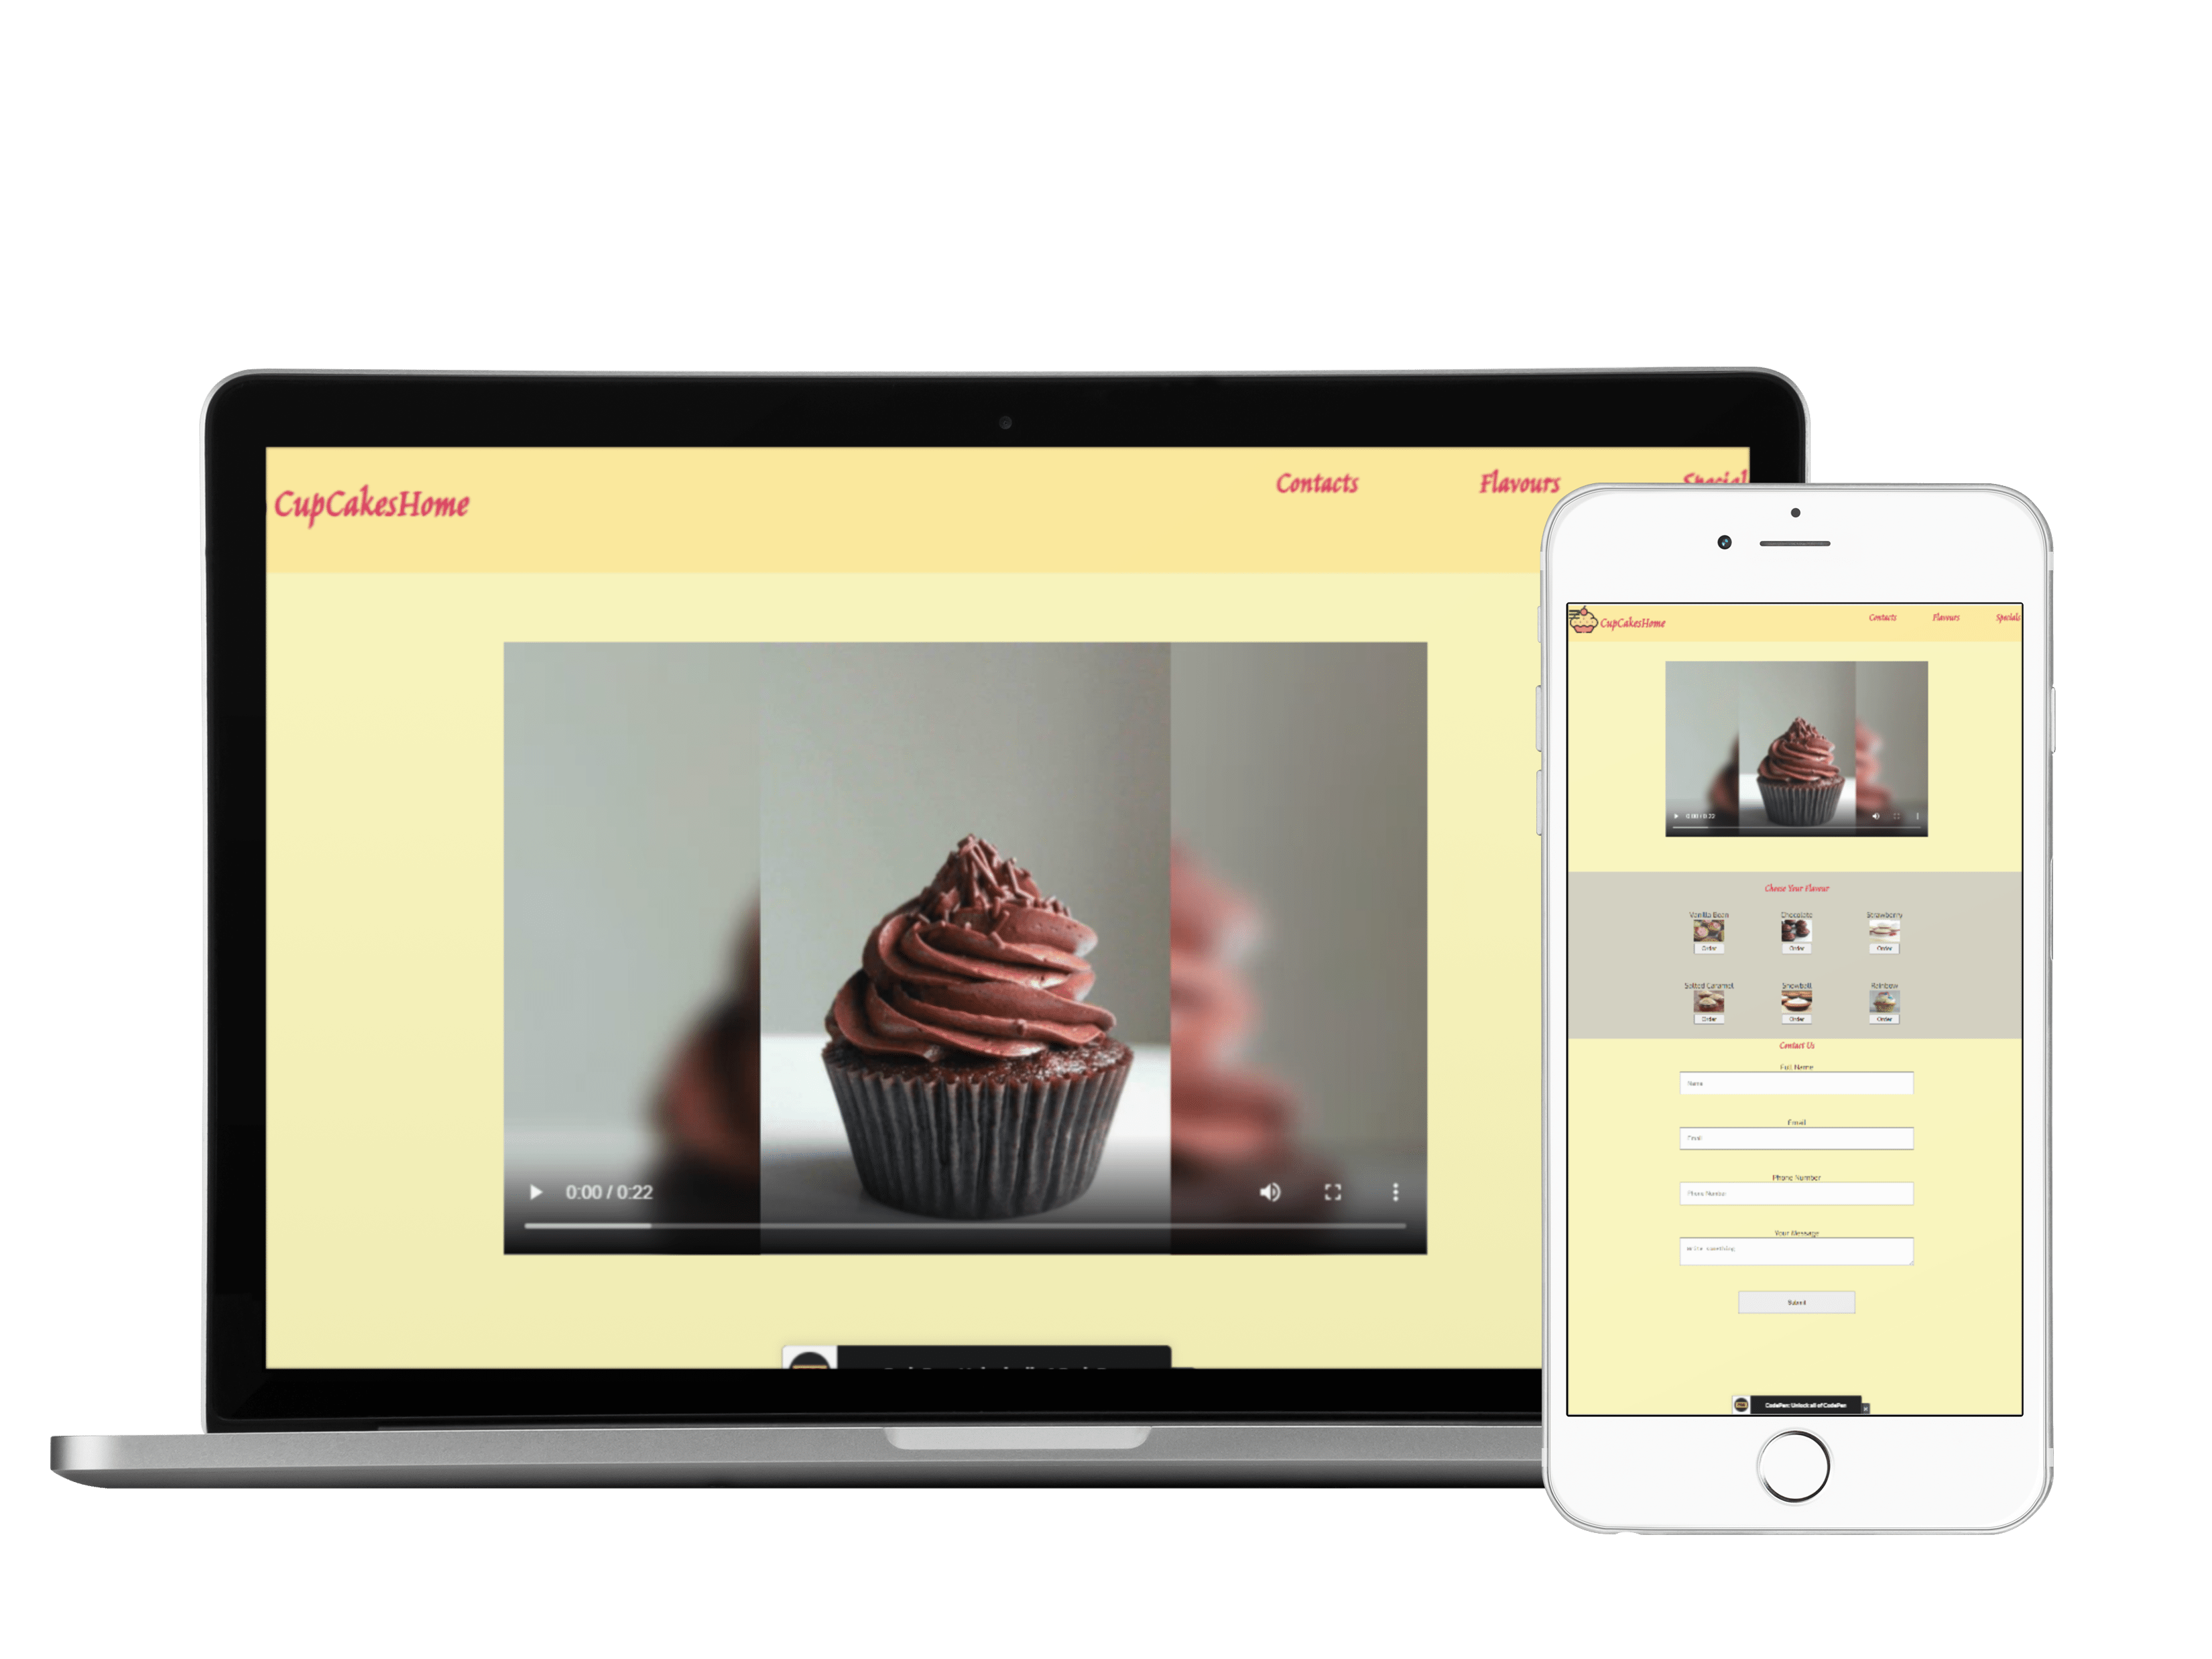 CupCakesHome
Contacts Flavours Special
0:00 / 0:22
CupCakesHome
Contacts Flavours Specials
0:00 / 0:22
Choose Your Flavour
Vanilla Bean Chocolate Strawberry
Order Order Order
Salted Caramel Snowball Rainbow
Order Order Order
Contact Us
Full Name
Name
Email
Email
Phone Number
Phone Number
Your Message
Write something
Submit
CodePen: Unlock all of CodePen